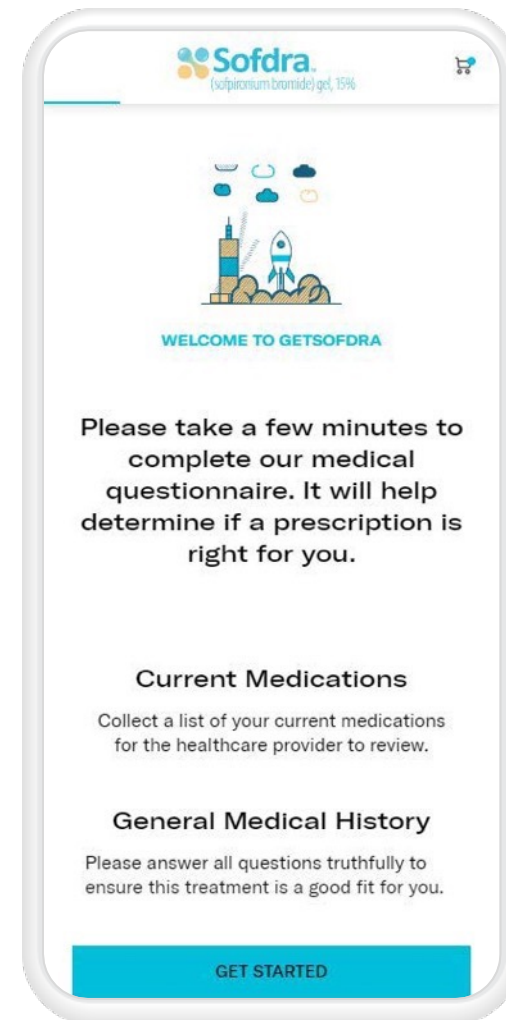 Sofdra.
(sofpironium bromide) gel, 15%
WELCOME TO GETSOFDRA
Please take a few minutes to
complete our medical
questionnaire. It will help
determine if a prescription is
right for you.
Current Medications
Collect a list of your current medications
for the healthcare provider to review.
General Medical History
Please answer all questions truthfully to
ensure this treatment is a good fit for you.
GET STARTED